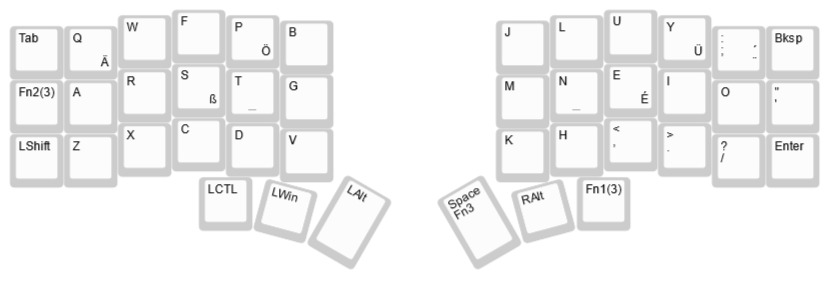 Tab Q Ä W F P Ö B J L U Y Ü : ; ´ ¨ Bksp
Fn2(3) A R S ß T _ G M N _ E É I O " '
LShift Z X C D V K H < , > . ? / Enter
LCTL LWin LAlt Space Fn3 RAlt Fn1(3)